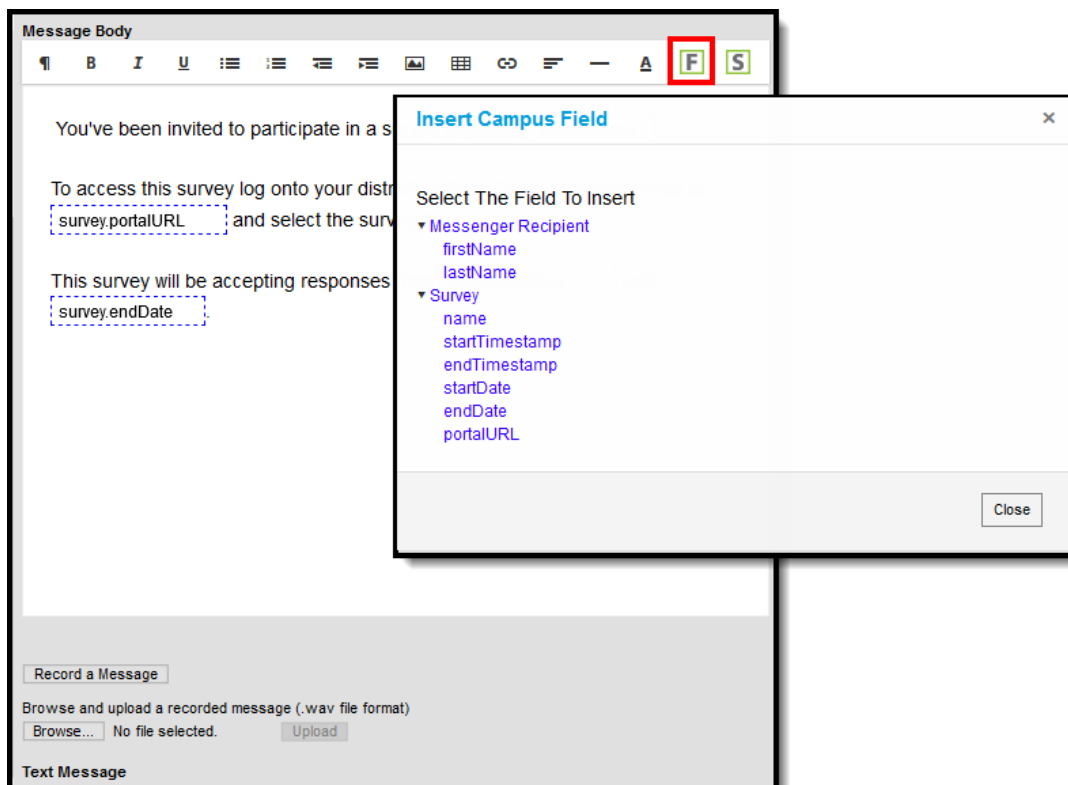 Message Body
¶ B I U A F S
You've been invited to participate in a s
To access this survey log onto your distr
survey.portalURL and select the surv
This survey will be accepting responses
survey.endDate .
Insert Campus Field ×
Select The Field To Insert
Messenger Recipient
firstName
lastName
Survey
name
startTimestamp
endTimestamp
startDate
endDate
portalURL
Close
Record a Message
Browse and upload a recorded message (.wav file format)
Browse... No file selected. Upload
Text Message